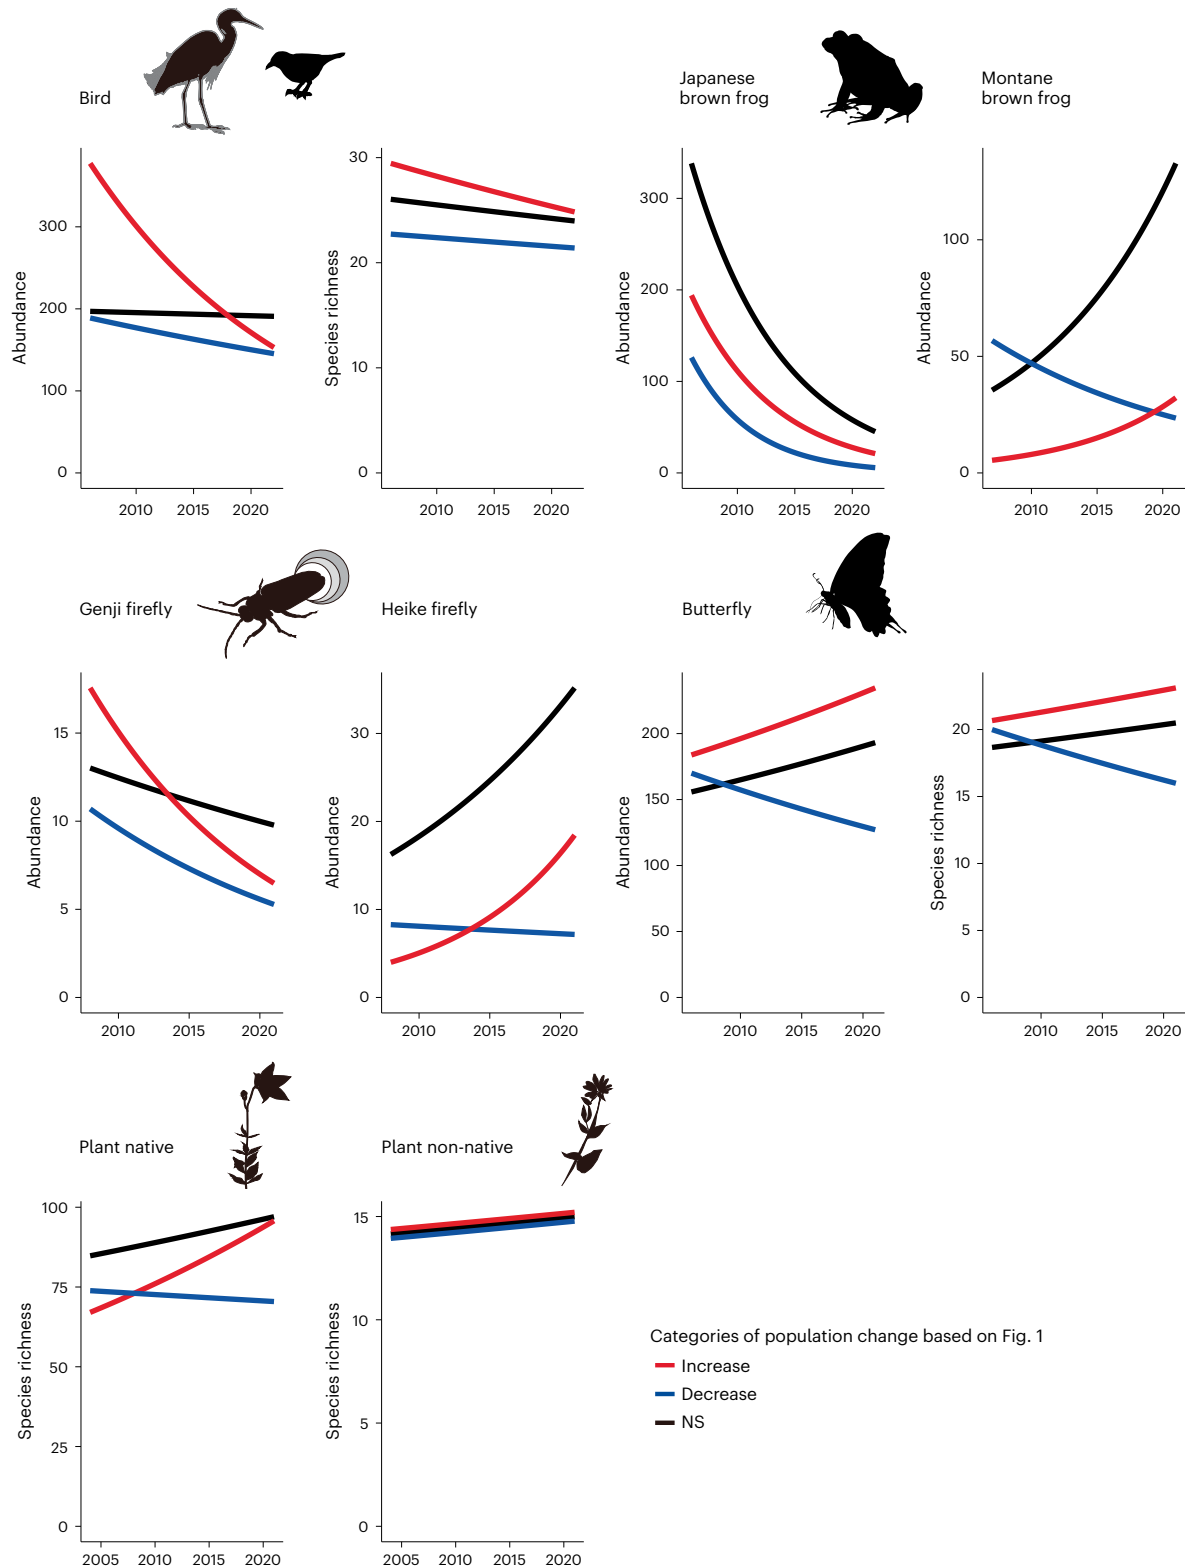 Bird
Japanese
brown frog
Montane
brown frog
Abundance
300
200
100
0
2010 2015 2020
Species richness
30
20
10
0
2010 2015 2020
Abundance
300
200
100
0
2010 2015 2020
Abundance
100
50
0
2010 2015 2020
Genji firefly
Heike firefly
Butterfly
Abundance
15
10
5
0
2010 2015 2020
Abundance
30
20
10
0
2010 2015 2020
Abundance
200
150
100
50
0
2010 2015 2020
Species richness
20
15
10
5
0
2010 2015 2020
Plant native
Plant non-native
Species richness
100
75
50
25
0
2005 2010 2015 2020
Species richness
15
10
5
0
2005 2010 2015 2020
Categories of population change based on Fig. 1
Increase
Decrease
NS